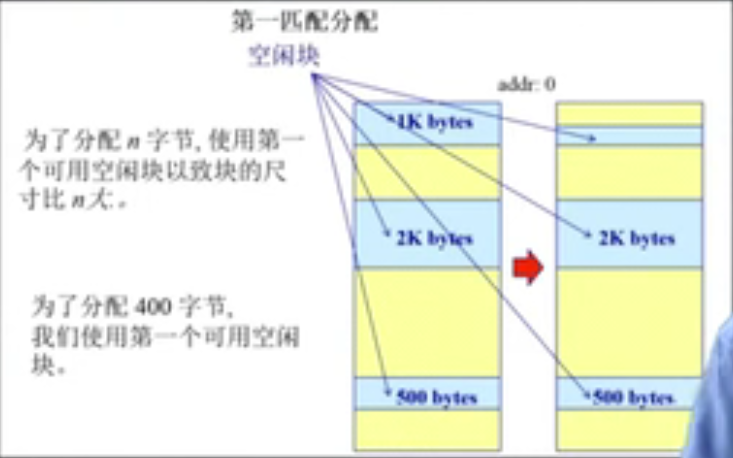 第一匹配分配
空闲块
addr: 0
为了分配 n 字节, 使用第一
个可用空闲块以致块的尺
寸比 n大. 。
为了分配 400 字节,
我们使用第一个可用空闲
块。
1K bytes
2K bytes
500 bytes
2K bytes
500 bytes